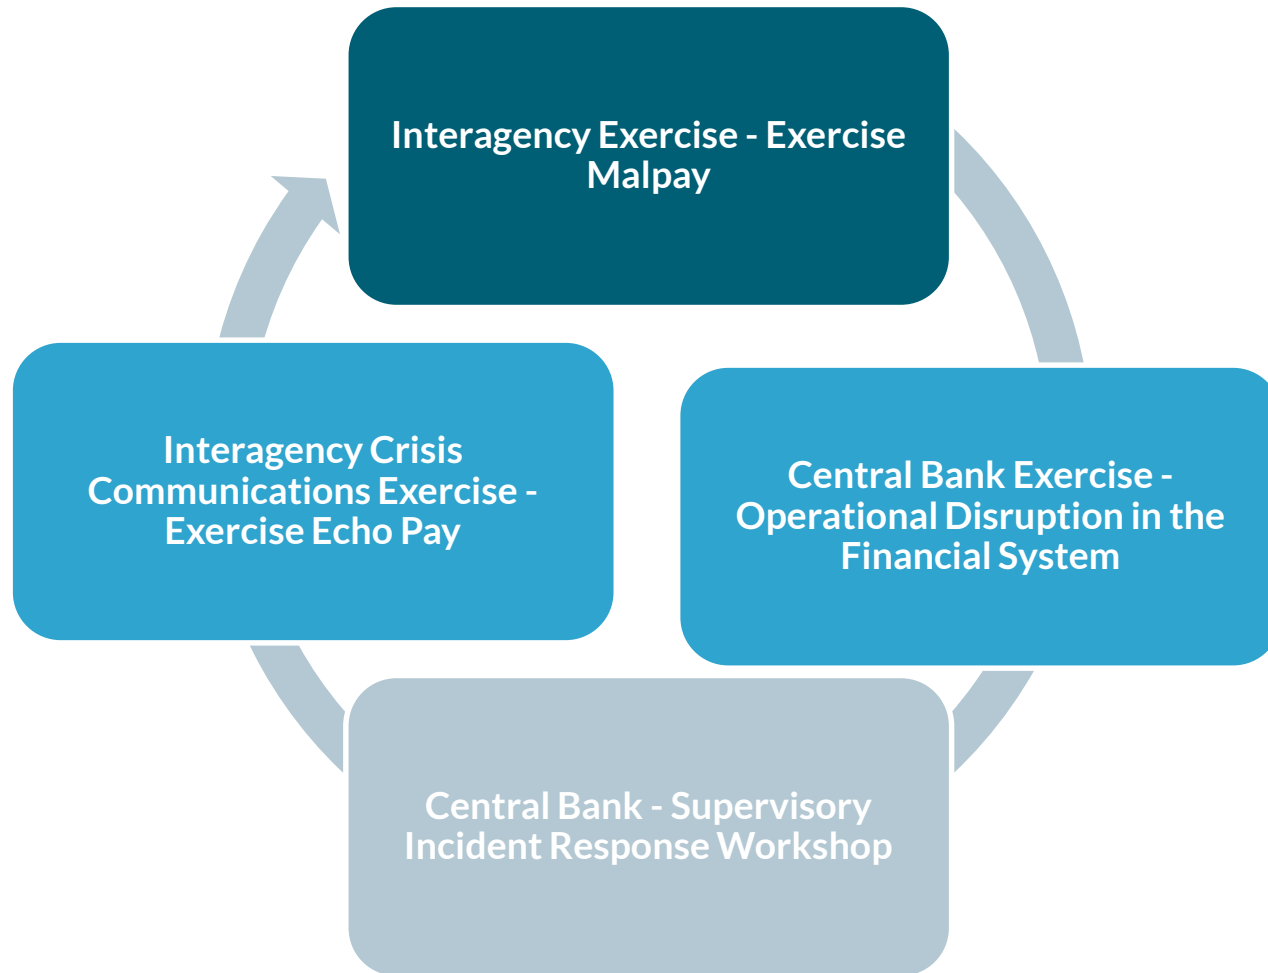 Interagency Exercise - Exercise
Malpay
Interagency Crisis
Communications Exercise -
Exercise Echo Pay
Central Bank Exercise -
Operational Disruption in the
Financial System
Central Bank - Supervisory
Incident Response Workshop